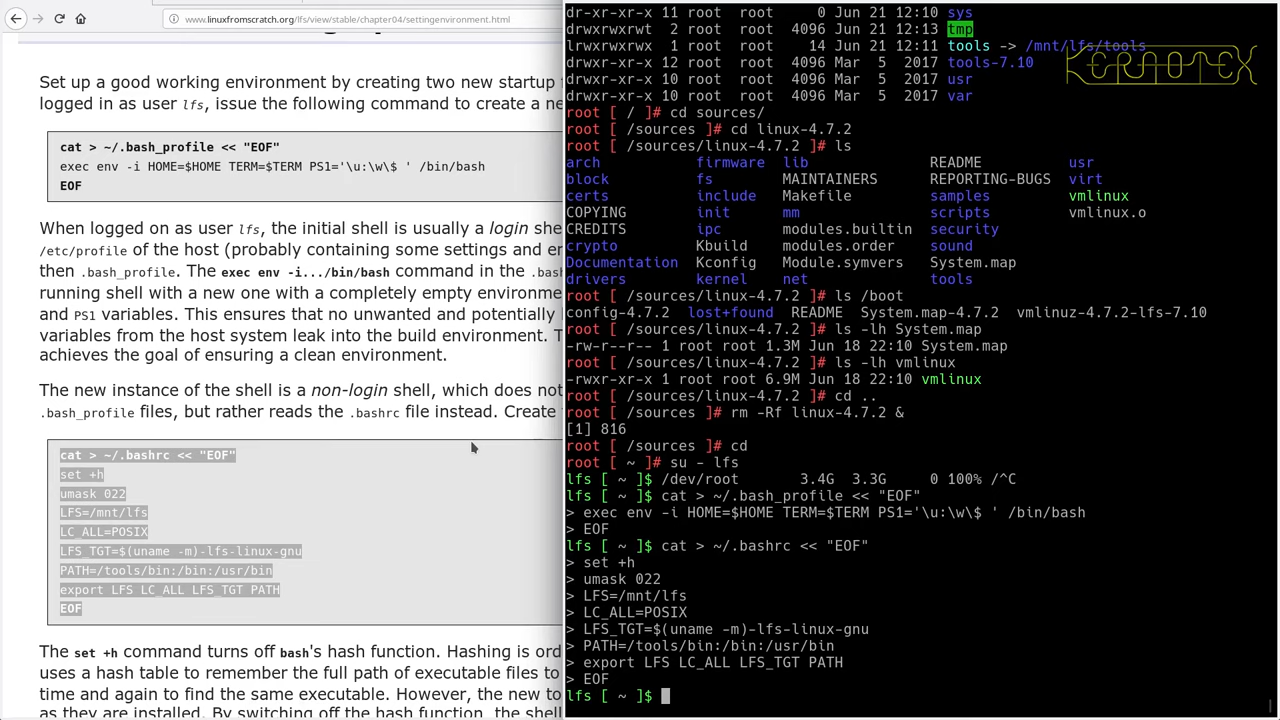 www.linuxfromscratch.org/lfs/view/stable/chapter04/settingenvironment.html
Set up a good working environment by creating two new startup
logged in as user lfs, issue the following command to create a ne
cat > ~/.bash_profile << "EOF"
exec env -i HOME=$HOME TERM=$TERM PS1='\u:\w\$ ' /bin/bash
EOF
When logged on as user lfs, the initial shell is usually a login she
/etc/profile of the host (probably containing some settings and en
then .bash_profile. The exec env -i.../bin/bash command in the .bas
running shell with a new one with a completely empty environme
and PS1 variables. This ensures that no unwanted and potentially
variables from the host system leak into the build environment. T
achieves the goal of ensuring a clean environment.
The new instance of the shell is a non-login shell, which does not
.bash_profile files, but rather reads the .bashrc file instead. Create
cat > ~/.bashrc << "EOF"
set +h
umask 022
LFS=/mnt/lfs
LC_ALL=POSIX
LFS_TGT=$(uname -m)-lfs-linux-gnu
PATH=/tools/bin:/bin:/usr/bin
export LFS LC_ALL LFS_TGT PATH
EOF
The set +h command turns off bash's hash function. Hashing is ord
uses a hash table to remember the full path of executable files to
time and again to find the same executable. However, the new to
as they are installed. By switching off the hash function, the shell
dr-xr-xr-x 11 root root 0 Jun 21 12:10 sys
drwxrwxrwt 2 root root 4096 Jun 21 12:13 tmp
lrwxrwxrwx 1 root root 14 Jun 21 12:11 tools -> /mnt/lfs/tools
drwxr-xr-x 12 root root 4096 Mar 5 2017 tools-7.10
drwxr-xr-x 10 root root 4096 Mar 5 2017 usr
drwxr-xr-x 10 root root 4096 Mar 5 2017 var
root [ / ]# cd sources/
root [ /sources ]# cd linux-4.7.2
root [ /sources/linux-4.7.2 ]# ls
arch firmware lib README usr
block fs MAINTAINERS REPORTING-BUGS virt
certs include Makefile samples vmlinux
COPYING init mm scripts vmlinux.o
CREDITS ipc modules.builtin security
crypto Kbuild modules.order sound
Documentation Kconfig Module.symvers System.map
drivers kernel net tools
root [ /sources/linux-4.7.2 ]# ls /boot
config-4.7.2 lost+found README System.map-4.7.2 vmlinuz-4.7.2-lfs-7.10
root [ /sources/linux-4.7.2 ]# ls -lh System.map
-rw-r--r-- 1 root root 1.3M Jun 18 22:10 System.map
root [ /sources/linux-4.7.2 ]# ls -lh vmlinux
-rwxr-xr-x 1 root root 6.9M Jun 18 22:10 vmlinux
root [ /sources/linux-4.7.2 ]# cd ..
root [ /sources ]# rm -Rf linux-4.7.2 &
[1] 816
root [ /sources ]# cd
root [ ~ ]# su - lfs
lfs [ ~ ]$ /dev/root 3.4G 3.3G 0 100% /^C
lfs [ ~ ]$ cat > ~/.bash_profile << "EOF"
> exec env -i HOME=$HOME TERM=$TERM PS1='\u:\w\$ ' /bin/bash
> EOF
lfs [ ~ ]$ cat > ~/.bashrc << "EOF"
> set +h
> umask 022
> LFS=/mnt/lfs
> LC_ALL=POSIX
> LFS_TGT=$(uname -m)-lfs-linux-gnu
> PATH=/tools/bin:/bin:/usr/bin
> export LFS LC_ALL LFS_TGT PATH
> EOF
lfs [ ~ ]$